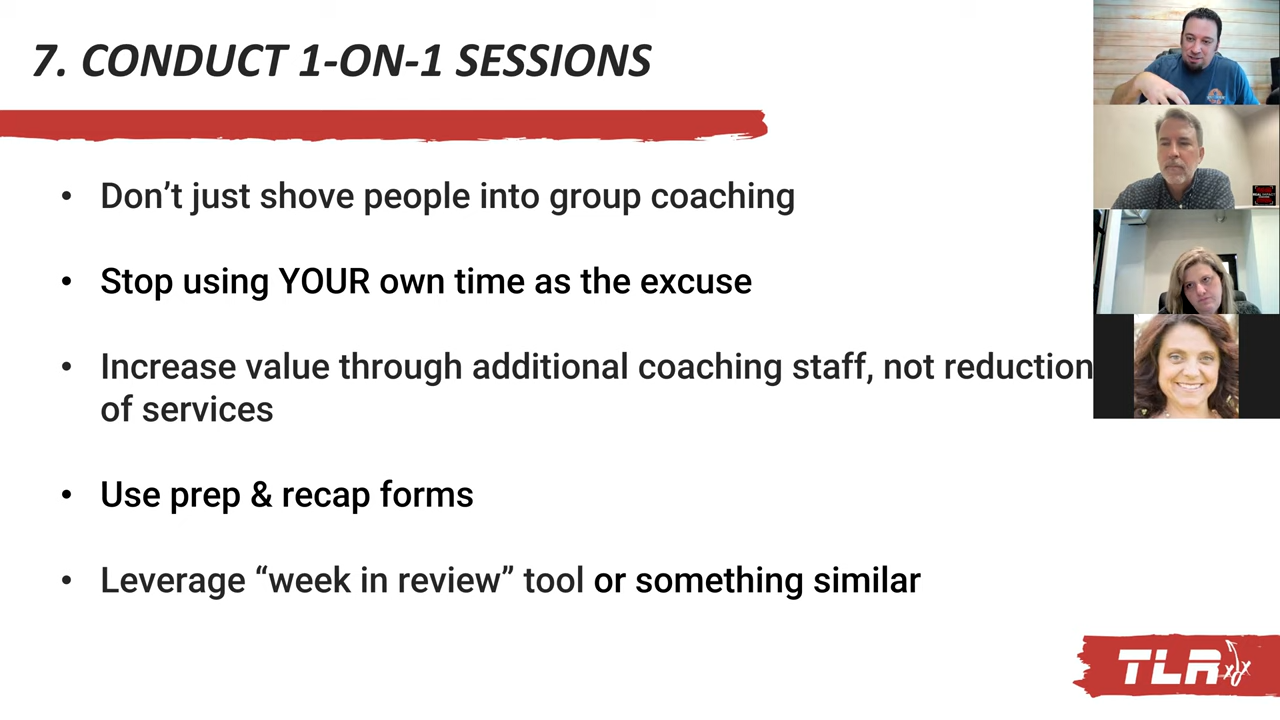 7. CONDUCT 1-ON-1 SESSIONS
• Don’t just shove people into group coaching
• Stop using YOUR own time as the excuse
• Increase value through additional coaching staff, not reduction
of services
• Use prep & recap forms
• Leverage “week in review” tool or something similar
TLR